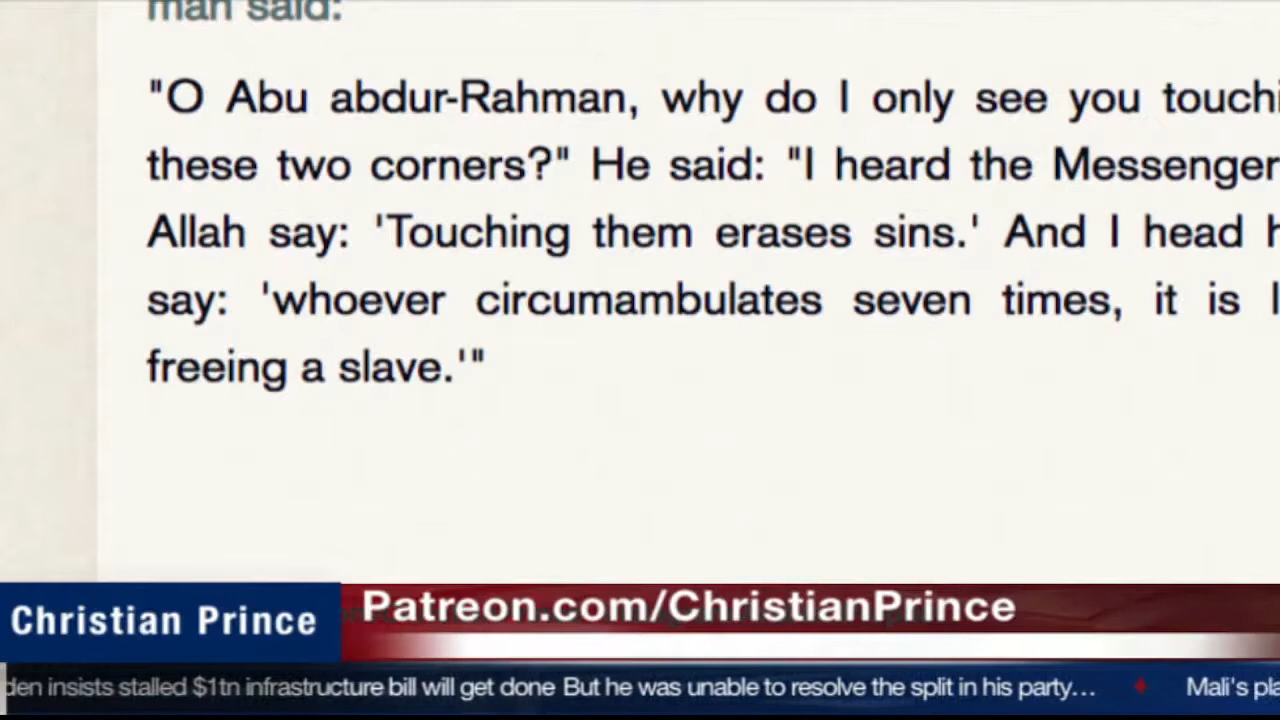 man said:
"O Abu abdur-Rahman, why do I only see you touchi
these two corners?" He said: "I heard the Messenger
Allah say: 'Touching them erases sins.' And I head h
say: 'whoever circumambulates seven times, it is l
freeing a slave.'"
Patreon.com/ChristianPrince
Christian Prince
den insists stalled $1tn infrastructure bill will get done But he was unable to resolve the split in his party... Mali's pla